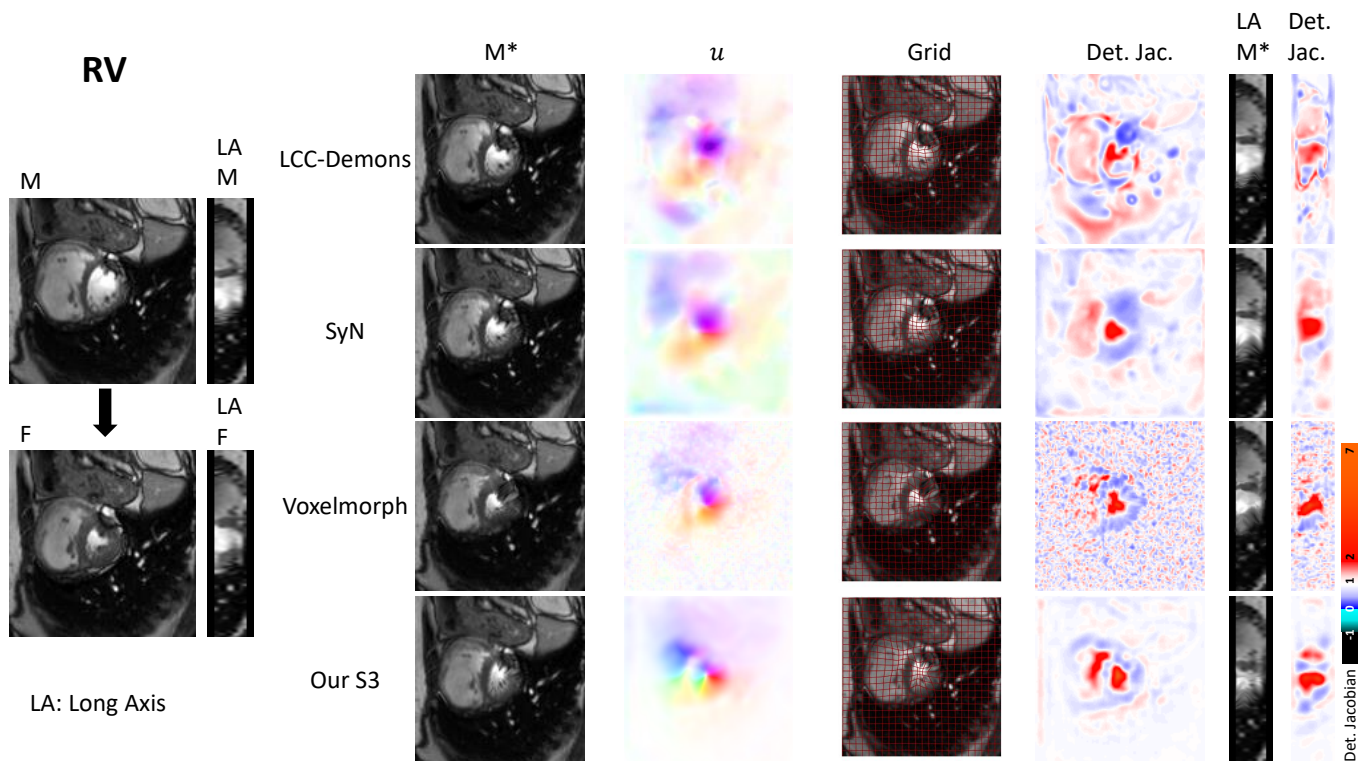 RV
M
LA
M
F
LA
F
LA: Long Axis
M*
u
Grid
Det. Jac.
LA
M*
Det.
Jac.
LCC-Demons
SyN
Voxelmorph
Our S3
7
2
1
0
-1
Det. Jacobian